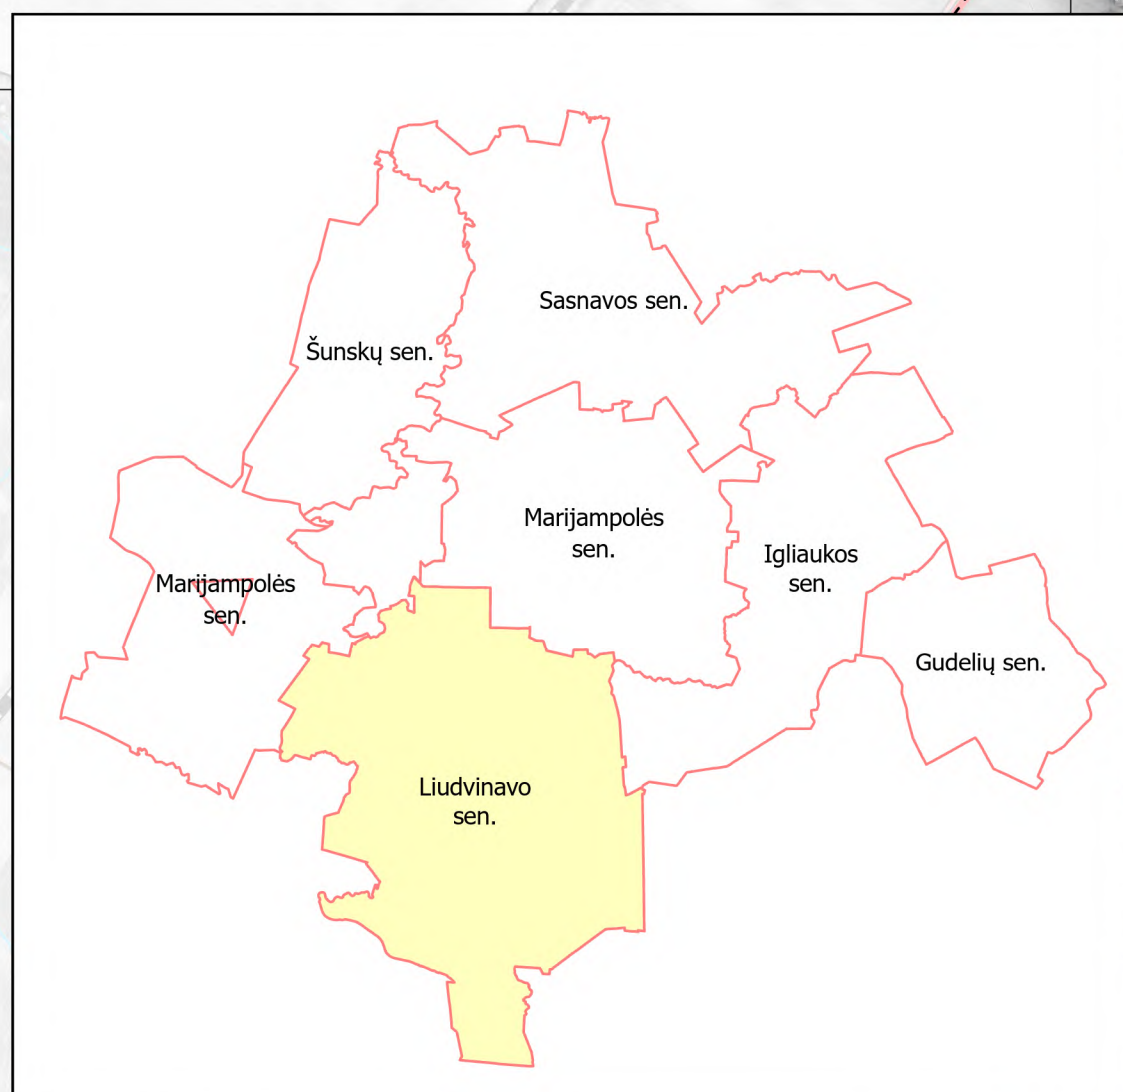 Sasnavos sen.
Šunskų sen.
Marijampolės
sen.
Igliaukos
sen.
Marijampolės
sen.
Gudelių sen.
Liudvinavo
sen.